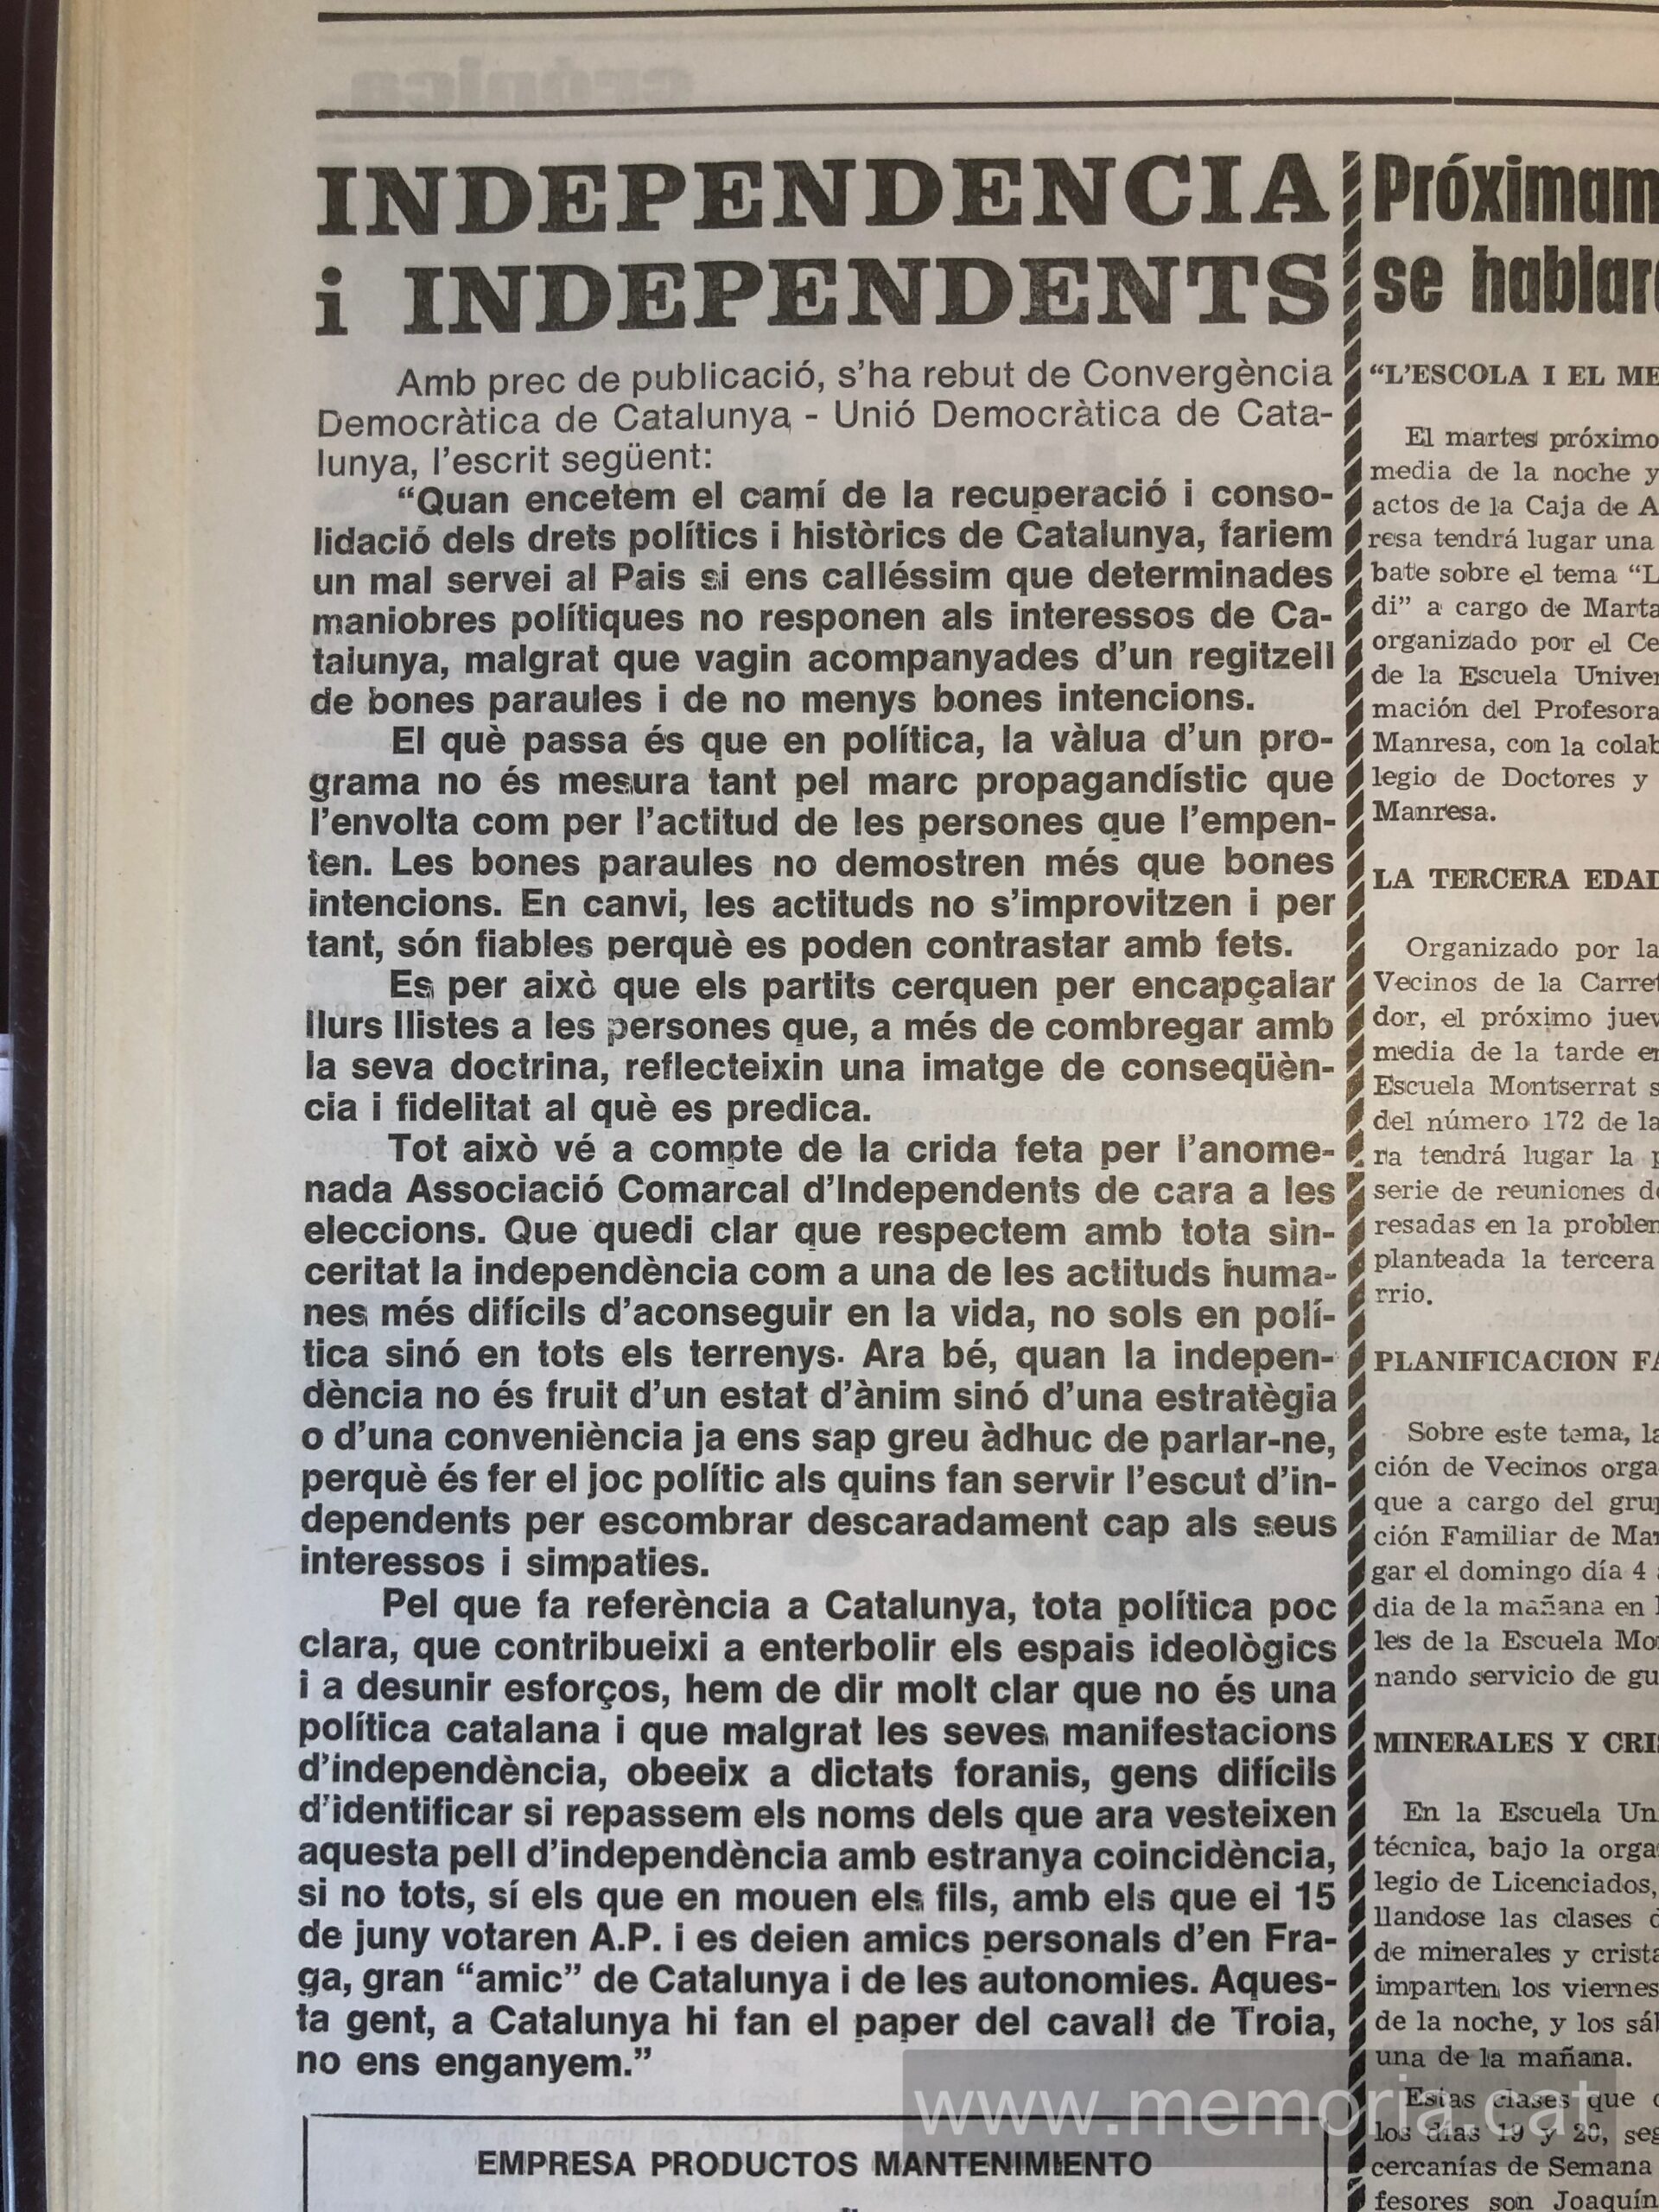 INDEPENDENCIA
i INDEPENDENTS
Amb prec de publicació, s'ha rebut de Convergència
Democràtica de Catalunya - Unió Democràtica de Cata-
lunya, l'escrit següent:
“Quan encetem el camí de la recuperació i conso-
lidació dels drets polítics i històrics de Catalunya, fariem
un mal servei al Pais si ens calléssim que determinades
maniobres polítiques no responen als interessos de Ca-
talunya, malgrat que vagin acompanyades d'un regitzell
de bones paraules i de no menys bones intencions.
El què passa és que en política, la vàlua d'un pro-
grama no és mesura tant pel marc propagandístic que
l'envolta com per l'actitud de les persones que l'empen-
ten. Les bones paraules no demostren més que bones
intencions. En canvi, les actituds no s'improvitzen i per
tant, són fiables perquè es poden contrastar amb fets.
Es per això que els partits cerquen per encapçalar
llurs llistes a les persones que, a més de combregar amb
la seva doctrina, reflecteixin una imatge de conseqüèn-
cia i fidelitat al què es predica.
Tot això vé a compte de la crida feta per l'anome-
nada Associació Comarcal d'Independents de cara a les
eleccions. Que quedi clar que respectem amb tota sin-
ceritat la independència com a una de les actituds huma-
nes més difícils d'aconseguir en la vida, no sols en polí-
tica sinó en tots els terrenys. Ara bé, quan la indepen-
dència no és fruit d'un estat d'ànim sinó d'una estratègia
o d'una conveniència ja ens sap greu àdhuc de parlar-ne,
perquè és fer el joc polític als quins fan servir l'escut d'in-
dependents per escombrar descaradament cap als seus
interessos i simpaties.
Pel que fa referència a Catalunya, tota política poc
clara, que contribueixi a enterbolir els espais ideològics
i a desunir esforços, hem de dir molt clar que no és una
política catalana i que malgrat les seves manifestacions
d'independència, obeeix a dictats foranis, gens difícils
d'identificar si repassem els noms dels que ara vesteixen
aquesta pell d'independència amb estranya coincidència,
si no tots, sí els que en mouen els fils, amb els que el 15
de juny votaren A.P. i es deien amics personals d'en Fra-
ga, gran “amic” de Catalunya i de les autonomies. Aques-
ta gent, a Catalunya hi fan el paper del cavall de Troia,
no ens enganyem.”
EMPRESA PRODUCTOS MANTENIMIENTO
Próximam
se hablar
“L'ESCOLA I EL ME
El martes próximo
media de la noche y
actos de la Caja de A
resa tendrá lugar una
bate sobre el tema “L
di” a cargo de Marta
organizado por el Ce
de la Escuela Univer
mación del Profesora
Manresa, con la colab
legio de Doctores y
Manresa.
LA TERCERA EDAD
Organizado por la
Vecinos de la Carret
dor, el próximo juev
media de la tarde en
Escuela Montserrat s
del número 172 de la
ra tendrá lugar la p
serie de reuniones de
resadas en la problem
planteada la tercera
rrio.
PLANIFICACION FA
Sobre este tema, la
ción de Vecinos orga
que a cargo del grup
ción Familiar de Man
gar el domingo día 4
dia de la mañana en l
les de la Escuela Mo
nando servicio de gu
MINERALES Y CRIS
En la Escuela Un
técnica, bajo la orga
legio de Licenciados,
llandose las clases d
de minerales y crista
imparten los viernes
de la noche, y los sáb
una de la mañana.
Estas clases que
los días 19 y 20, seg
cercanías de Semana
fesores son Joaquín
www.memoria.cat